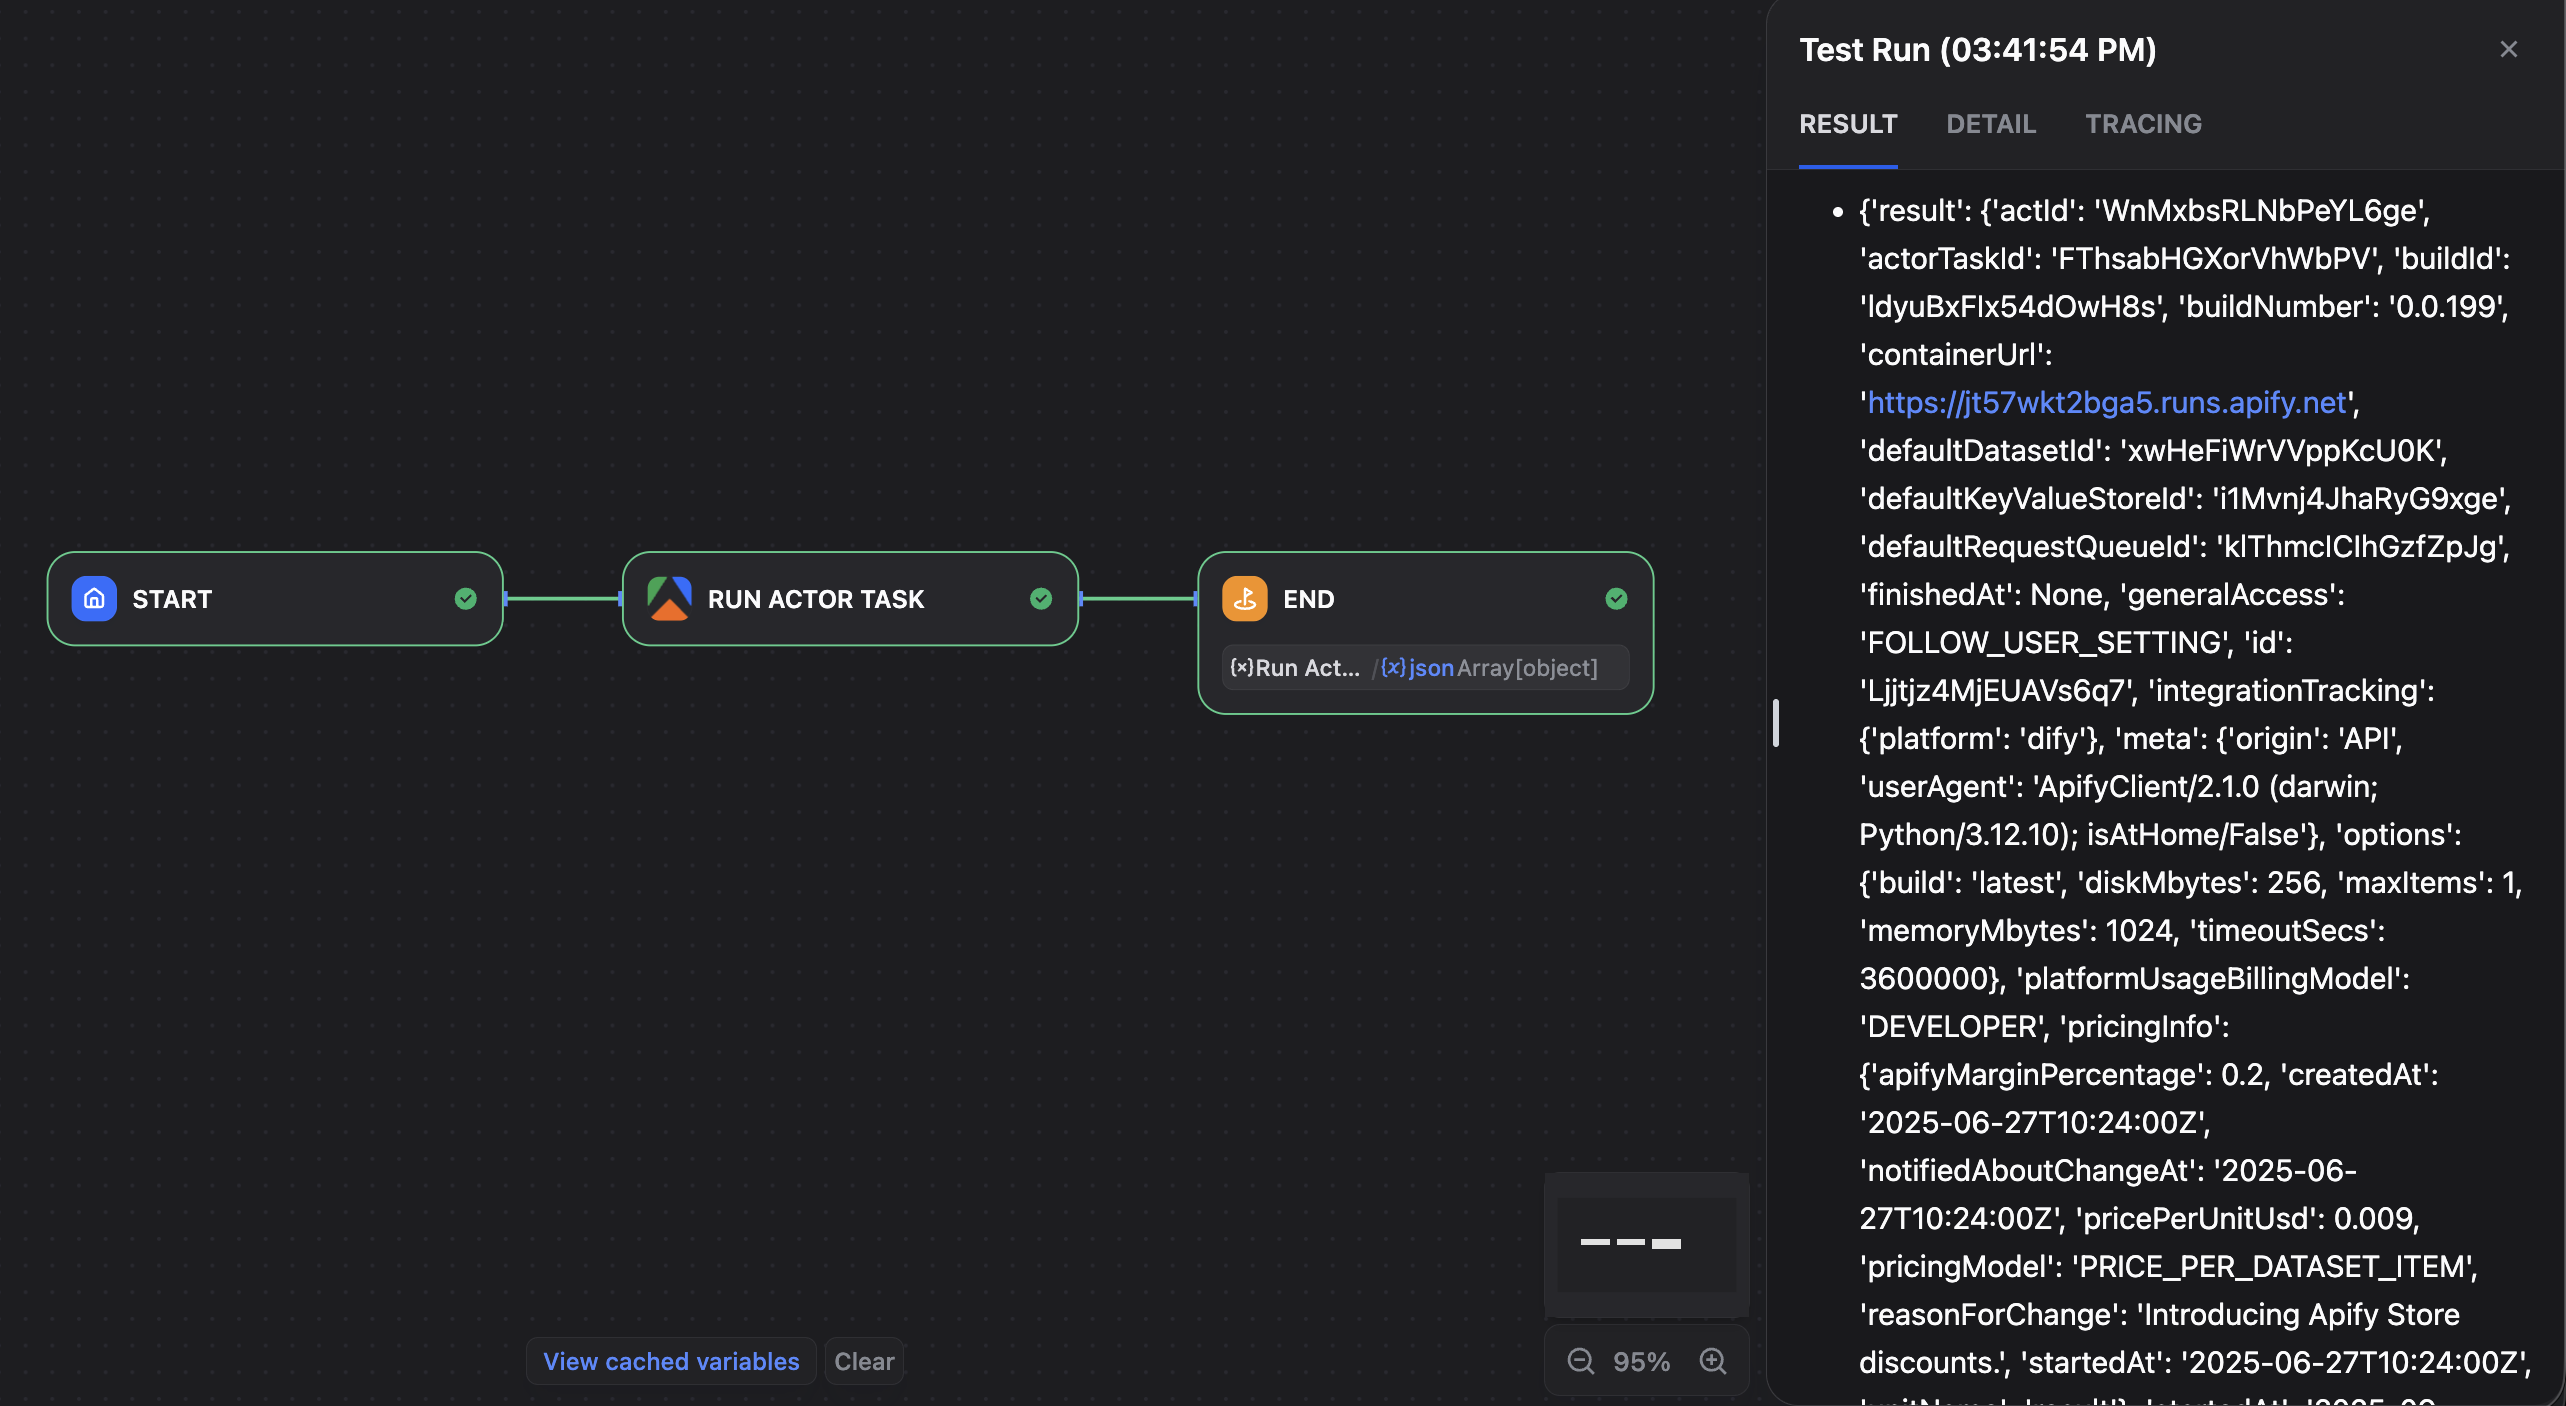 Test Run (03:41:54 PM)
RESULT DETAIL TRACING
{'result': {'actId': 'WnMxbsRLNbPeYL6ge',
'actorTaskId': 'FThsabHGXorVhWbPV', 'buildId':
'ldyuBxFIx54dOwH8s', 'buildNumber': '0.0.199',
'containerUrl':
'https://jt57wkt2bga5.runs.apify.net',
'defaultDatasetId': 'xwHeFiWrVVppKcU0K',
'defaultKeyValueStoreId': 'i1Mvnj4JhaRyG9xge',
'defaultRequestQueueId': 'klThmclCIhGzfZpJg',
'finishedAt': None, 'generalAccess':
'FOLLOW_USER_SETTING', 'id':
'Ljjtjz4MjEUAVs6q7', 'integrationTracking':
{'platform': 'dify'}, 'meta': {'origin': 'API',
'userAgent': 'ApifyClient/2.1.0 (darwin;
Python/3.12.10); isAtHome/False'}, 'options':
{'build': 'latest', 'diskMbytes': 256, 'maxItems': 1,
'memoryMbytes': 1024, 'timeoutSecs':
3600000}, 'platformUsageBillingModel':
'DEVELOPER', 'pricingInfo':
{'apifyMarginPercentage': 0.2, 'createdAt':
'2025-06-27T10:24:00Z',
'notifiedAboutChangeAt': '2025-06-
27T10:24:00Z', 'pricePerUnitUsd': 0.009,
'pricingModel': 'PRICE_PER_DATASET_ITEM',
'reasonForChange': 'Introducing Apify Store
discounts.', 'startedAt': '2025-06-27T10:24:00Z',
START
RUN ACTOR TASK
END
{x}Run Act... /{x}json Array[object]
View cached variables
Clear
95%